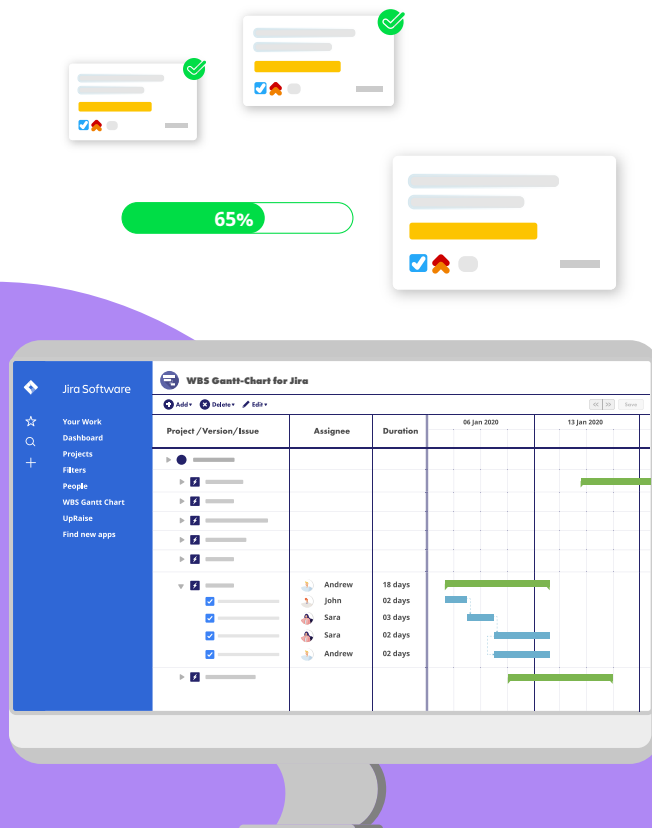 65%
Jira Software
WBS Gantt-Chart for Jira
Add Delete Edit
<< >> Save
Your Work
Dashboard
Projects
Filters
People
WBS Gantt Chart
UpRaise
Find new apps
Project /Version/Issue Assignee Duration 06 Jan 2020 13 Jan 2020
Andrew 18 days
John 02 days
Sara 03 days
Sara 02 days
Andrew 02 days